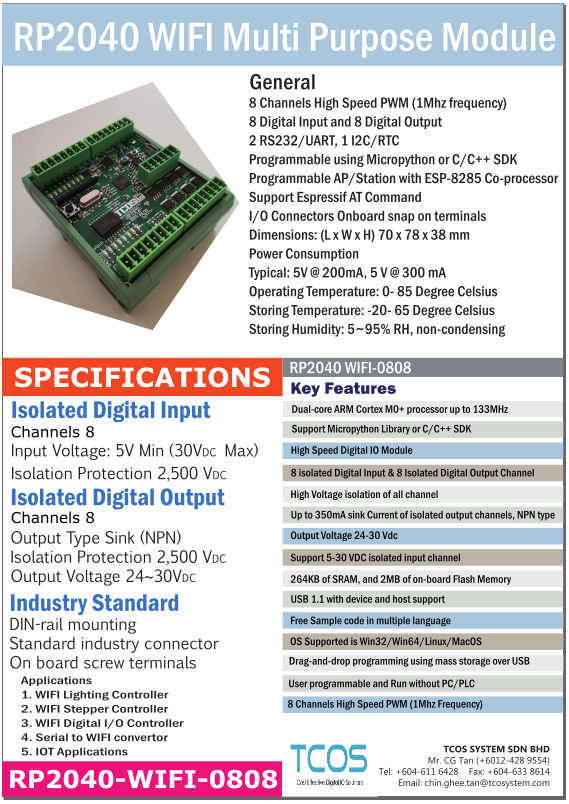 RP2040 WIFI Multi Purpose Module
General
8 Channels High Speed PWM (1Mhz frequency)
8 Digital Input and 8 Digital Output
2 RS232/UART, 1 I2C/RTC
Programmable using Micropython or C/C++ SDK
Programmable AP/Station with ESP-8285 Co-processor
Support Espressif AT Command
I/O Connectors Onboard snap on terminals
Dimensions: (L x W x H) 70 x 78 x 38 mm
Power Consumption
Typical: 5V @ 200mA, 5 V @ 300 mA
Operating Temperature: 0- 85 Degree Celsius
Storing Temperature: -20- 65 Degree Celsius
Storing Humidity: 5~95% RH, non-condensing
TCOS
SPECIFICATIONS
Isolated Digital Input
Channels 8
Input Voltage: 5V Min (30VDC Max)
Isolation Protection 2,500 VDC
Isolated Digital Output
Channels 8
Output Type Sink (NPN)
Isolation Protection 2,500 VDC
Output Voltage 24~30VDC
Industry Standard
DIN-rail mounting
Standard industry connector
On board screw terminals
Applications
1. WIFI Lighting Controller
2. WIFI Stepper Controller
3. WIFI Digital I/O Controller
4. Serial to WIFI convertor
5. IOT Applications
RP2040-WIFI-0808
RP2040 WIFI-0808
Key Features
Dual-core ARM Cortex M0+ processor up to 133MHz
Support Micropython Library or C/C++ SDK
High Speed Digital IO Module
8 isolated Digital Input & 8 Isolated Digital Output Channel
High Voltage isolation of all channel
Up to 350mA sink Current of isolated output channels, NPN type
Output Voltage 24-30 Vdc
Support 5-30 VDC isolated input channel
264KB of SRAM, and 2MB of on-board Flash Memory
USB 1.1 with device and host support
Free Sample code in multiple language
OS Supported is Win32/Win64/Linux/MacOS
Drag-and-drop programming using mass storage over USB
User programmable and Run without PC/PLC
8 Channels High Speed PWM (1Mhz Frequency)
TCOS
Cost Effective Digital IO Solutions
TCOS SYSTEM SDN BHD
Mr. CG Tan (+6012-428 9554)
Tel: +604-611 6428 Fax: +604-633 8614
Email: chin.ghee.tan@tcosystem.com